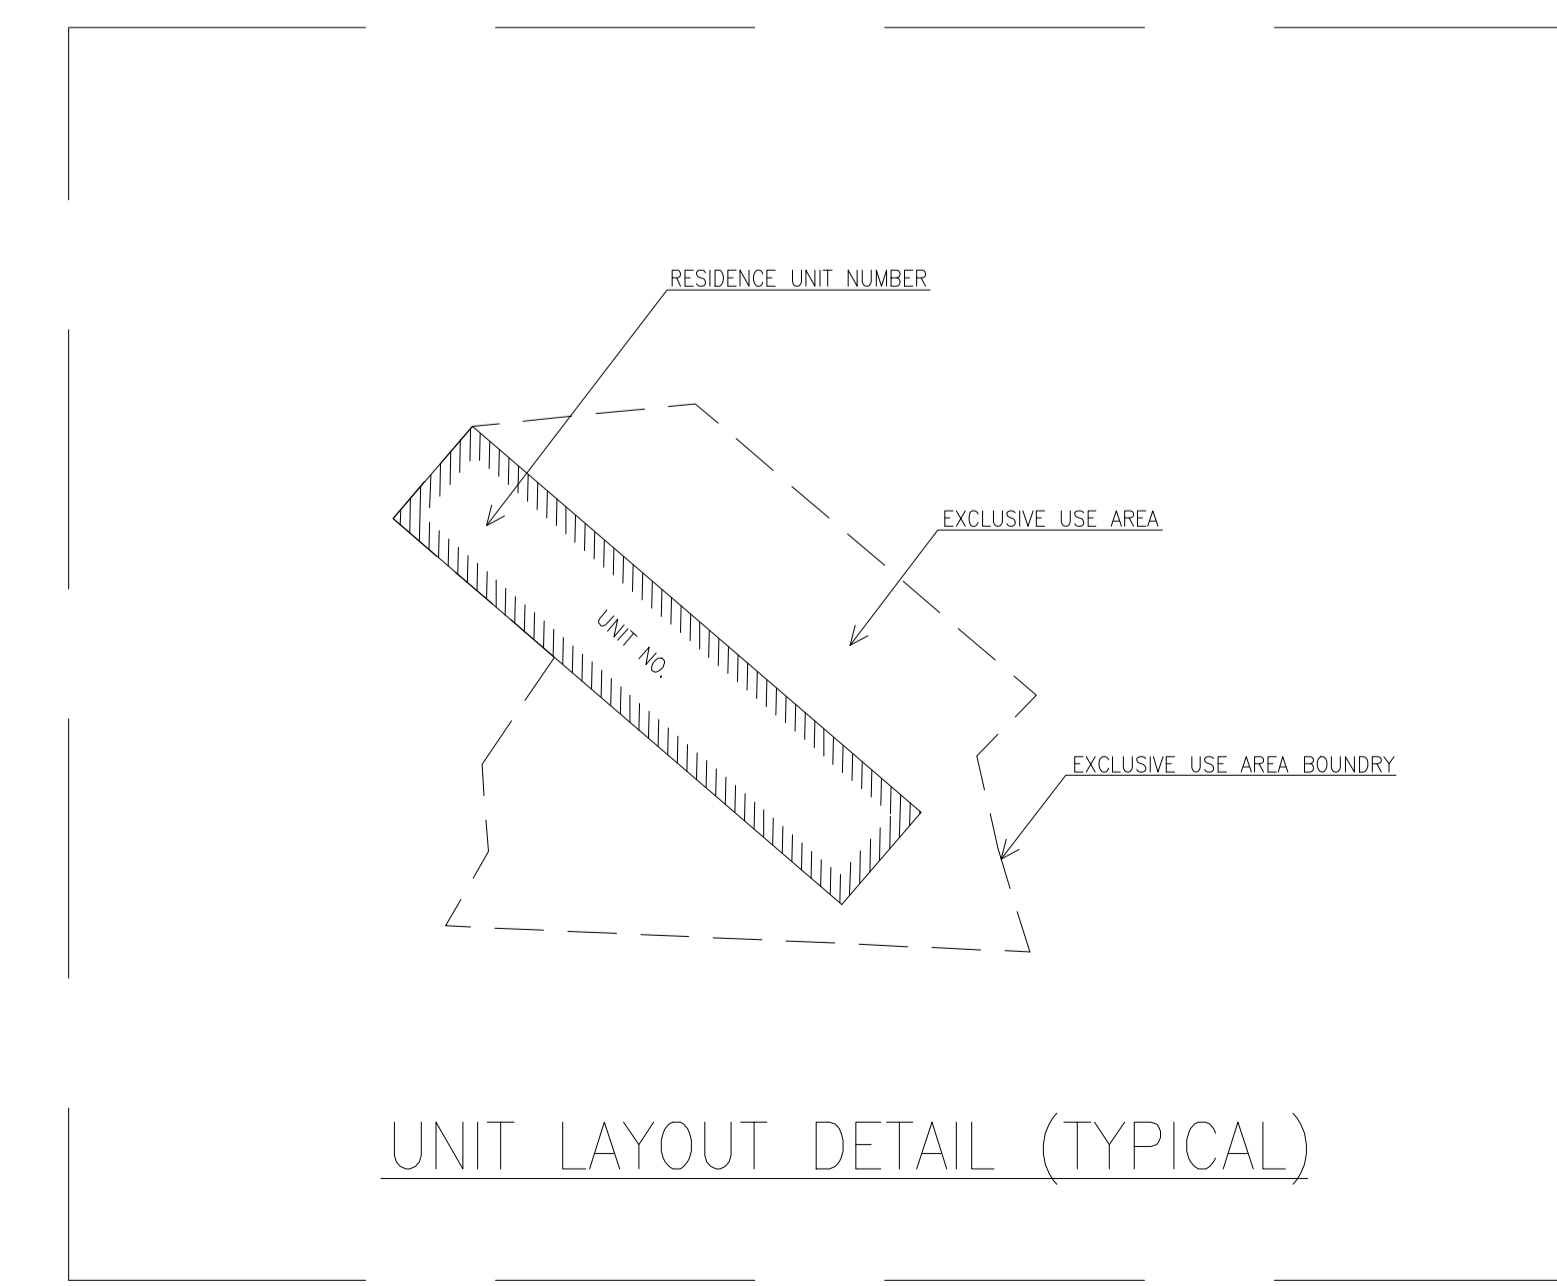 RESIDENCE UNIT NUMBER
EXCLUSIVE USE AREA
UNIT NO.
EXCLUSIVE USE AREA BOUNDRY
UNIT LAYOUT DETAIL (TYPICAL)